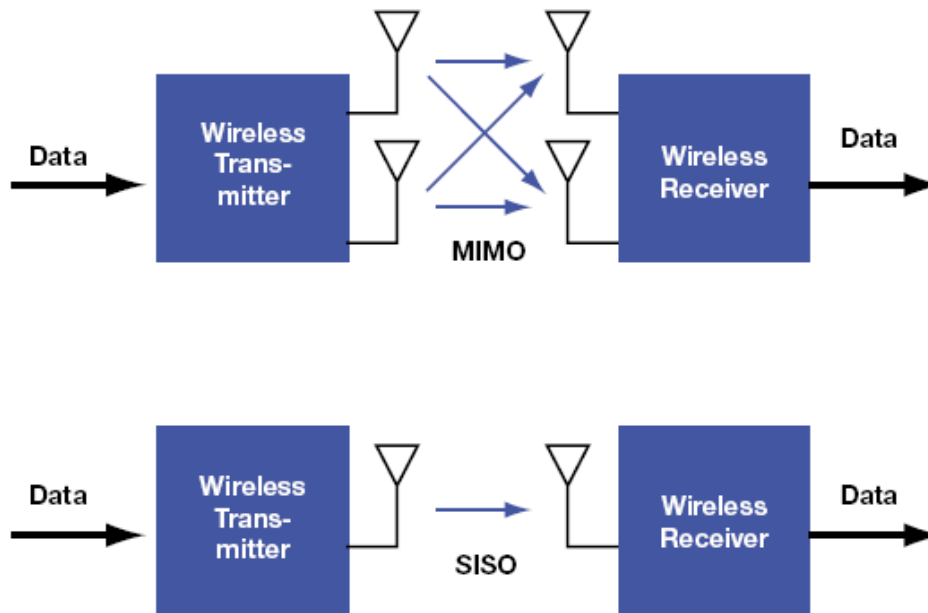 Data
Wireless
Trans-
mitter
MIMO
Wireless
Receiver
Data
Data
Wireless
Trans-
mitter
SISO
Wireless
Receiver
Data